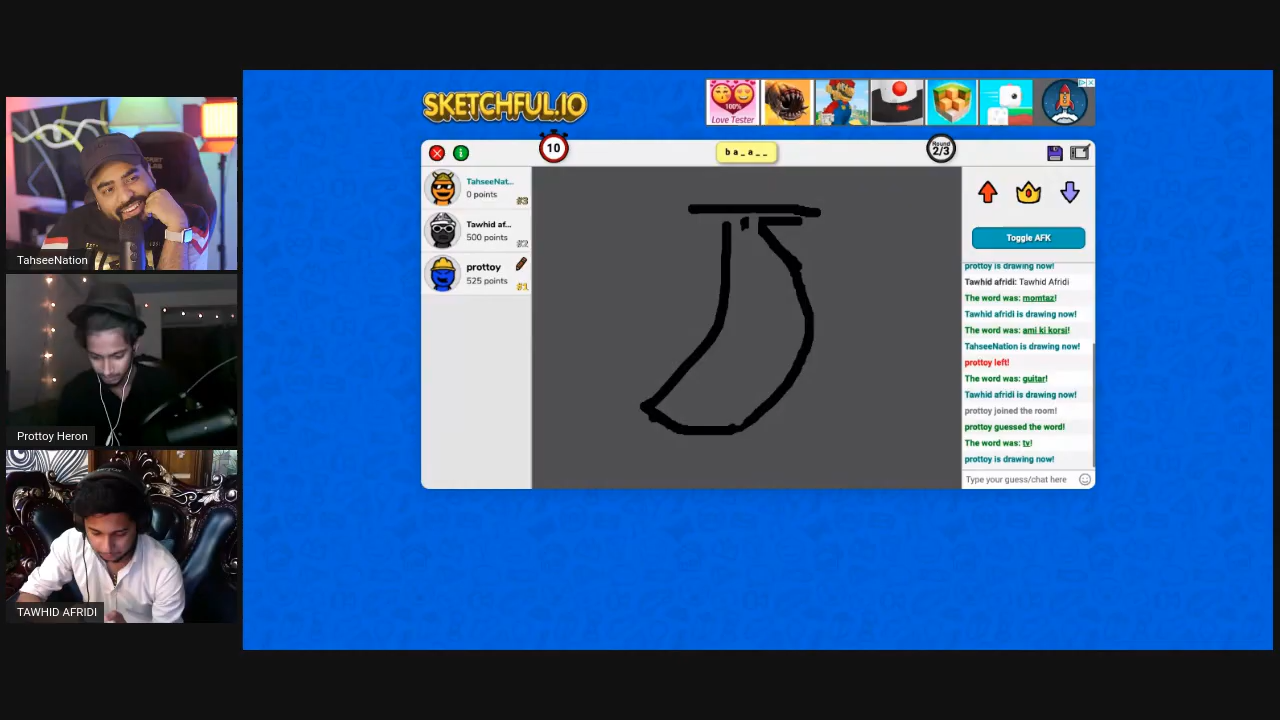 TahseeNation
Prottoy Heron
TAWHID AFRIDI
SKETCHFUL.IO
100%
Love Tester
10
ba_a__
Round
2/3
TahseeNat...
0 points
#3
Tawhid af...
500 points
#2
prottoy
525 points
#1
Toggle AFK
prottoy is drawing now!
Tawhid afridi: Tawhid Afridi
The word was: momtaz!
Tawhid afridi is drawing now!
The word was: ami ki korsi!
TahseeNation is drawing now!
prottoy left!
The word was: guitar!
Tawhid afridi is drawing now!
prottoy joined the room!
prottoy guessed the word!
The word was: tv!
prottoy is drawing now!
Type your guess/chat here